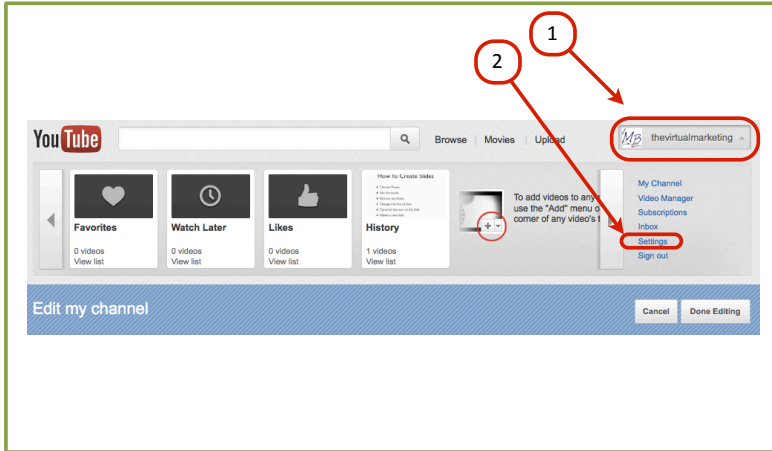 1
2
YouTube
Browse | Movies | Upload
MB thevirtualmarketing
How To Create Slides
Favorites
0 videos
View list
Watch Later
0 videos
View list
Likes
0 videos
View list
History
1 videos
View list
To add videos to any
use the "Add" menu o
corner of any video's t
My Channel
Video Manager
Subscriptions
Inbox
Settings
Sign out
Edit my channel
Cancel
Done Editing